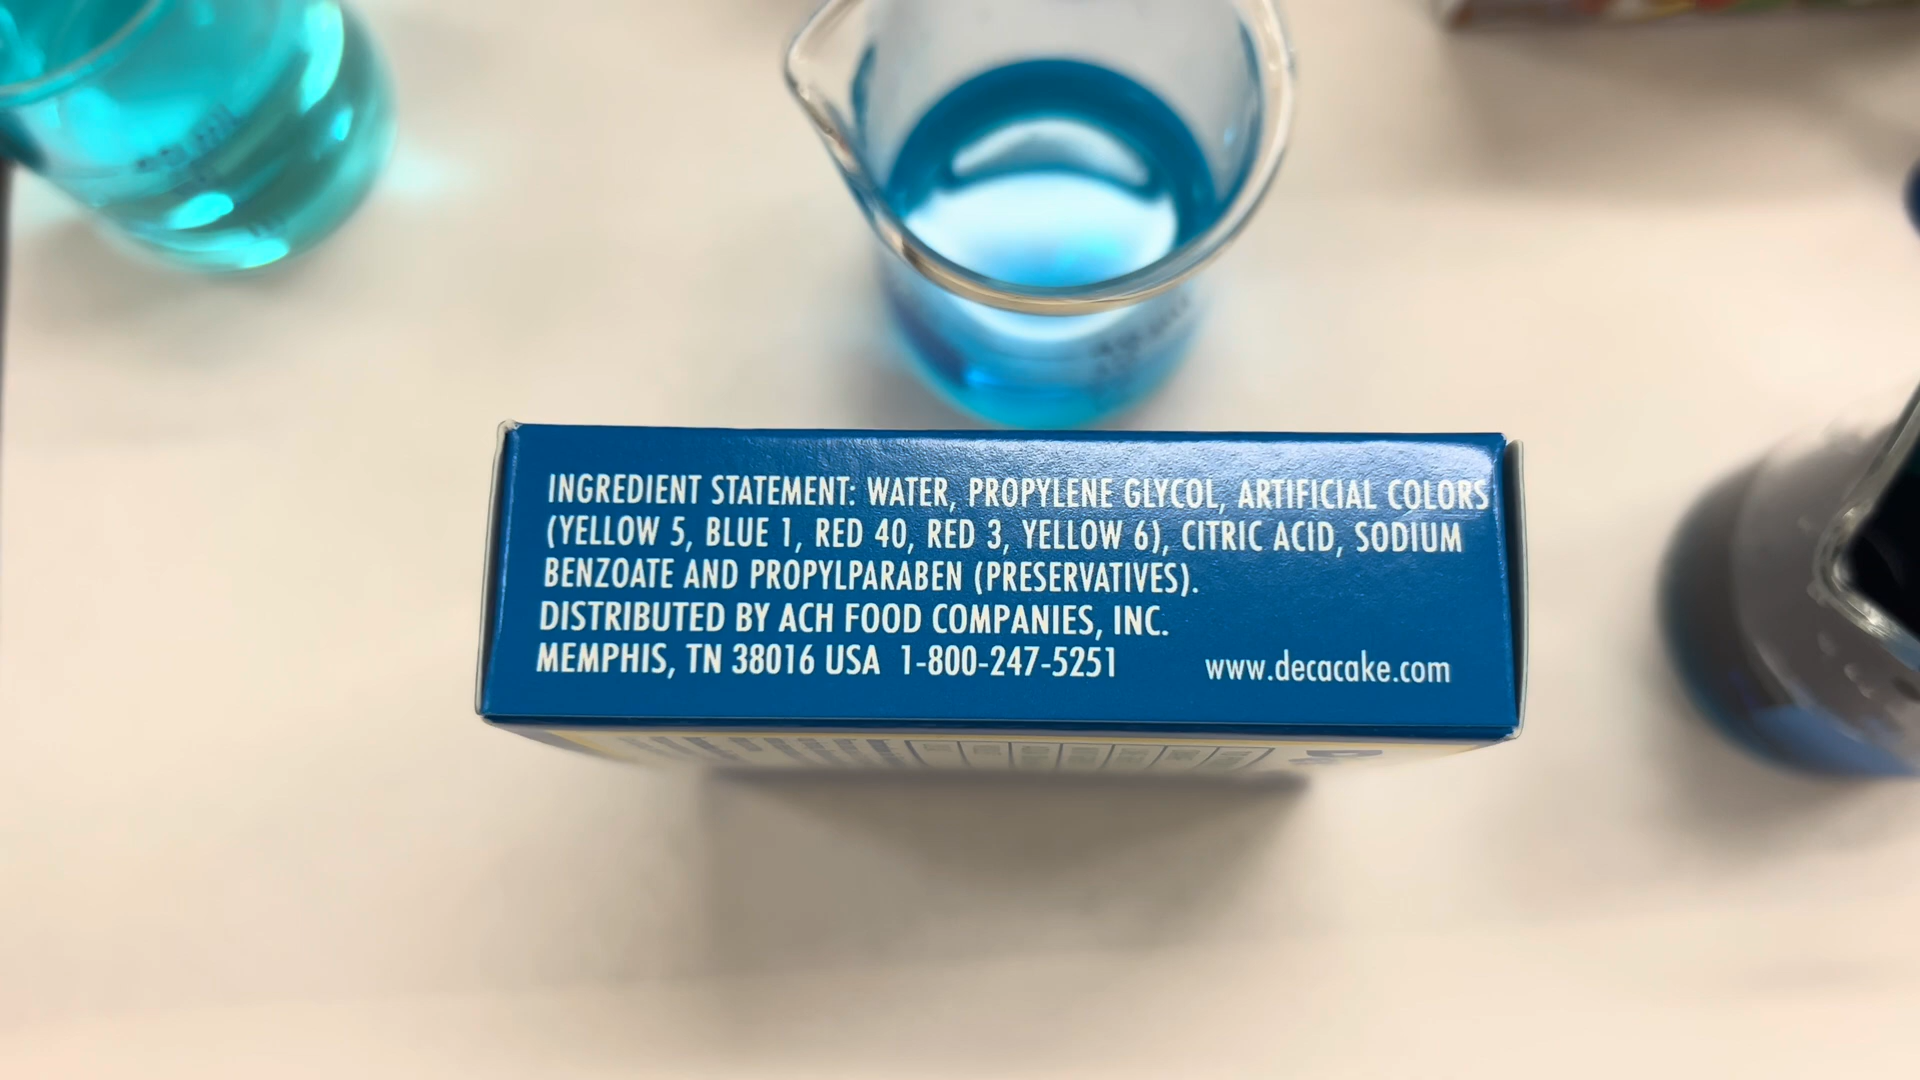 INGREDIENT STATEMENT: WATER, PROPYLENE GLYCOL, ARTIFICIAL COLORS
(YELLOW 5, BLUE 1, RED 40, RED 3, YELLOW 6), CITRIC ACID, SODIUM
BENZOATE AND PROPYLPARABEN (PRESERVATIVES).
DISTRIBUTED BY ACH FOOD COMPANIES, INC.
MEMPHIS, TN 38016 USA 1-800-247-5251 www.decacake.com